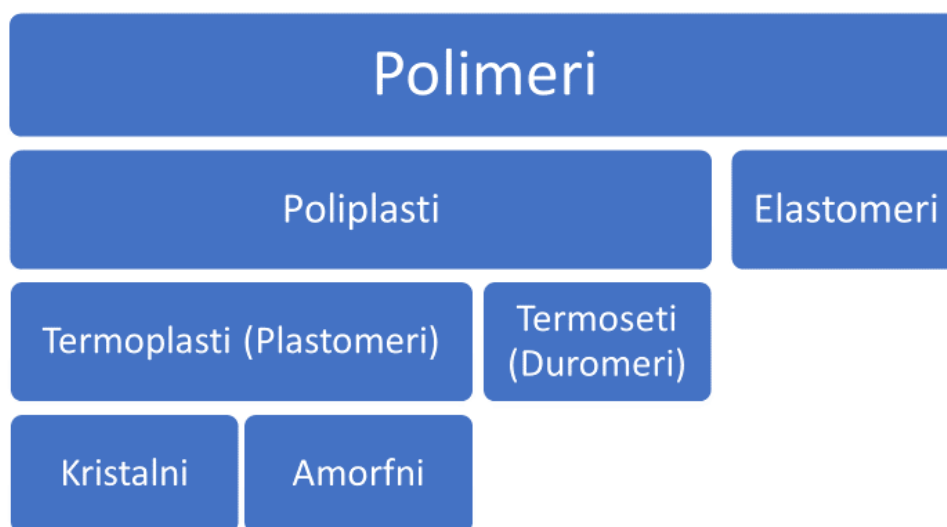 Polimeri
Poliplasti
Elastomeri
Termoplasti (Plastomeri)
Termoseti
(Duromeri)
Kristalni
Amorfni